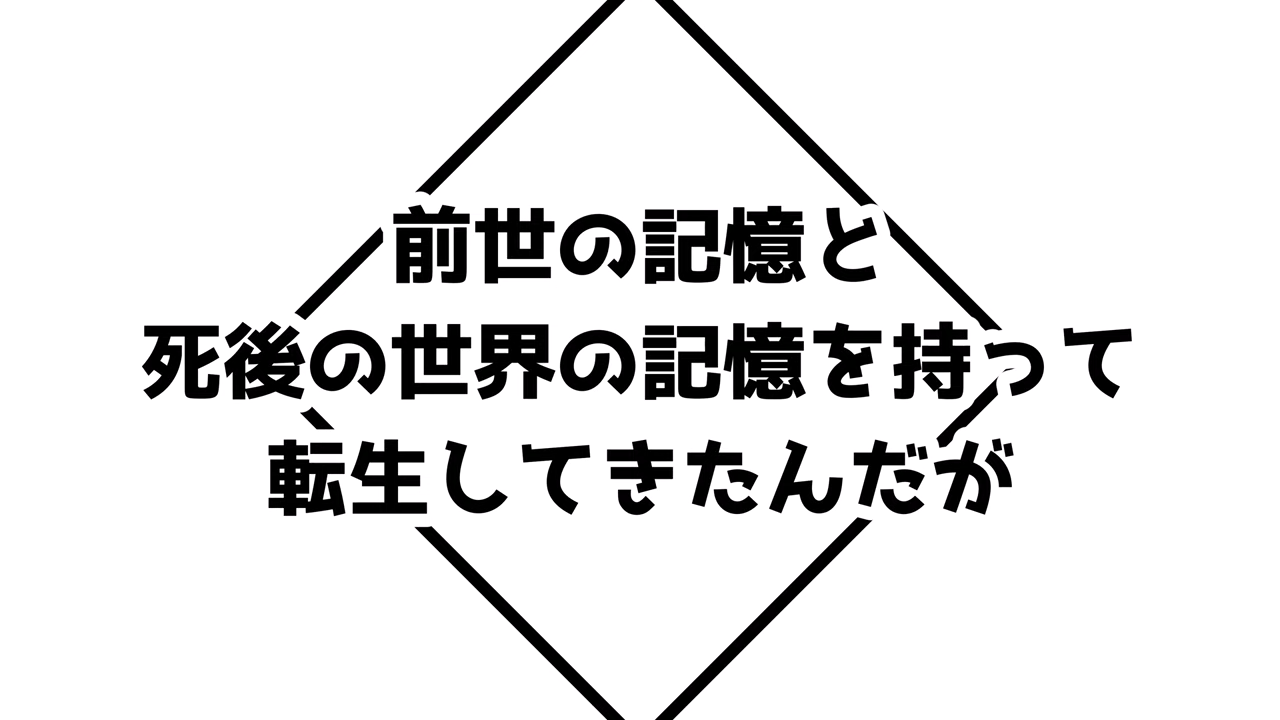 前世の記憶と
死後の世界の記憶を持って
転生してきたんだが